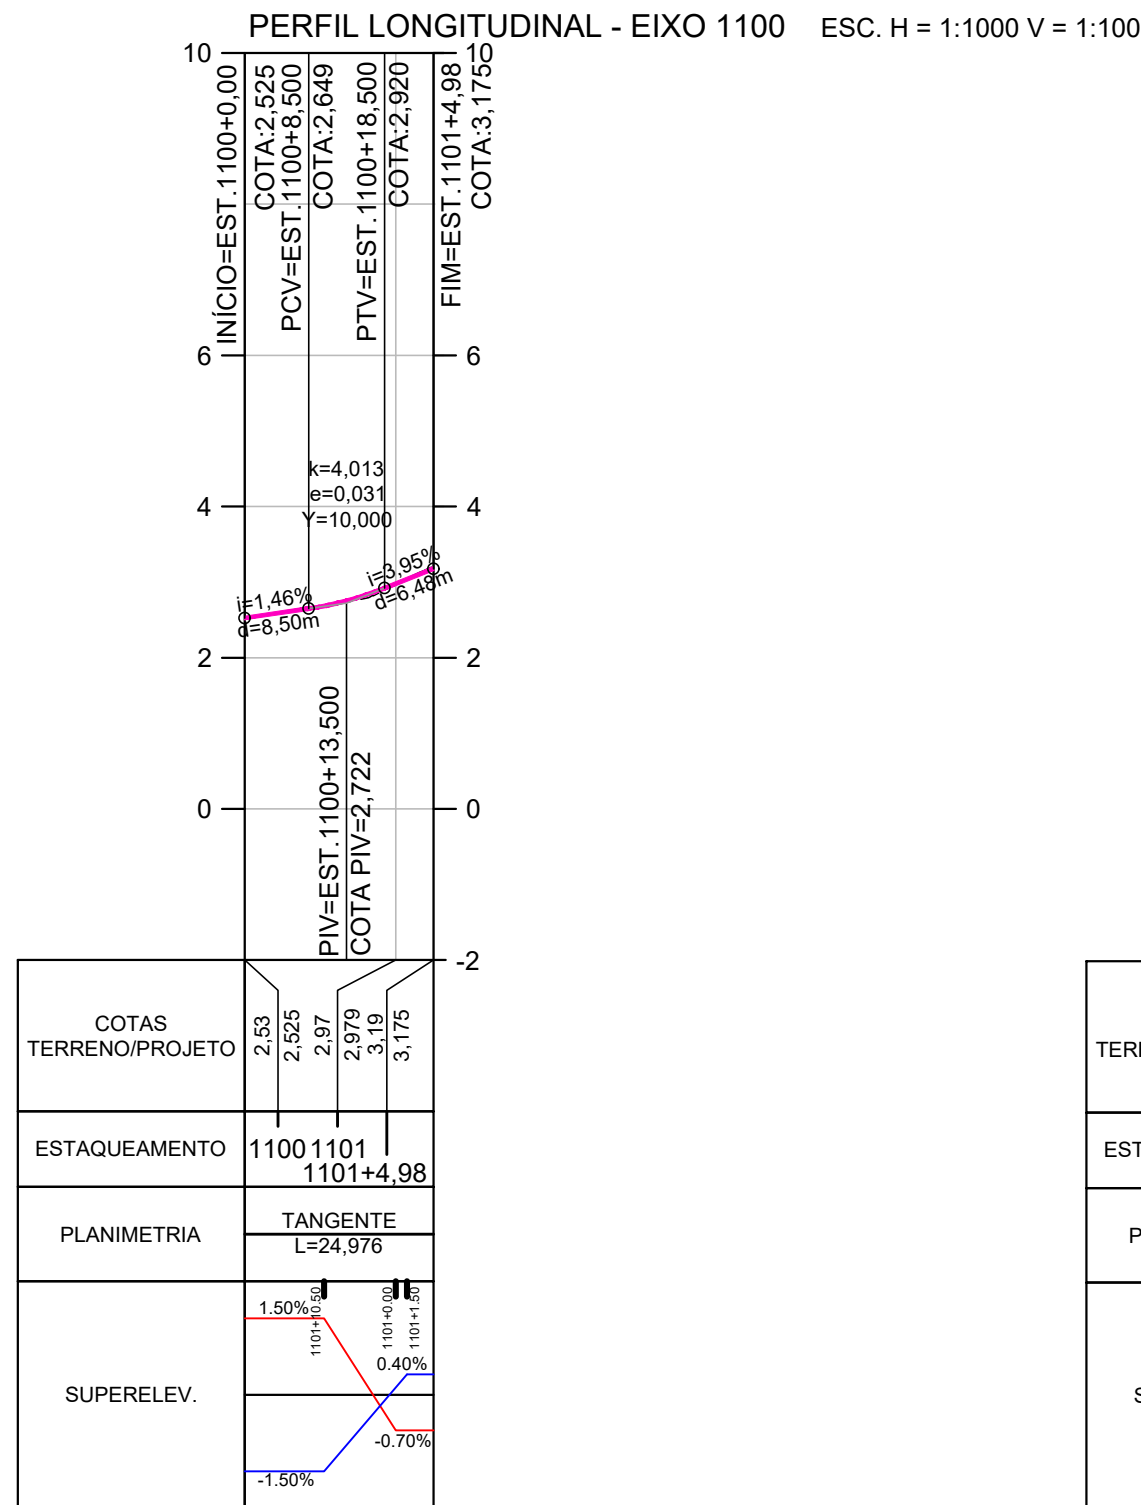 PERFIL LONGITUDINAL - EIXO 1100
ESC. H = 1:1000 V = 1:100
10
10
INÍCIO=EST.1100+0,00
COTA:2,525
PCV=EST.1100+8,500
COTA:2,649
PTV=EST.1100+18,500
COTA:2,920
FIM=EST.1101+4,98
COTA:3,175
6
6
k=4,013
e=0,031
Y=10,000
4
4
i=1,46%
d=8,50m
i=3,95%
d=6,48m
2
2
PIV=EST.1100+13,500
COTA PIV=2,722
0
0
-2
COTAS
TERRENO/PROJETO
2,53
2,525
2,97
2,979
3,19
3,175
ESTAQUEAMENTO
1100
1101
1101+4,98
PLANIMETRIA
TANGENTE
L=24,976
SUPERELEV.
1.50%
-1.50%
1101+10.50
1101+0.00
1101+1.50
0.40%
-0.70%
TERR
EST
P
S